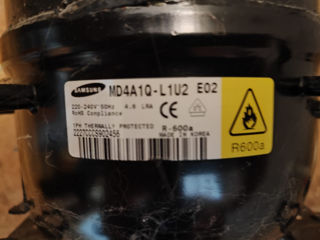 SAMSUNG MD4A1Q-L1U2 E02
220-240V~50Hz A.6 LRA
RoHS Compliance
1PH THERMALLY PROTECTED R-600a
MADE IN KOREA
R600a